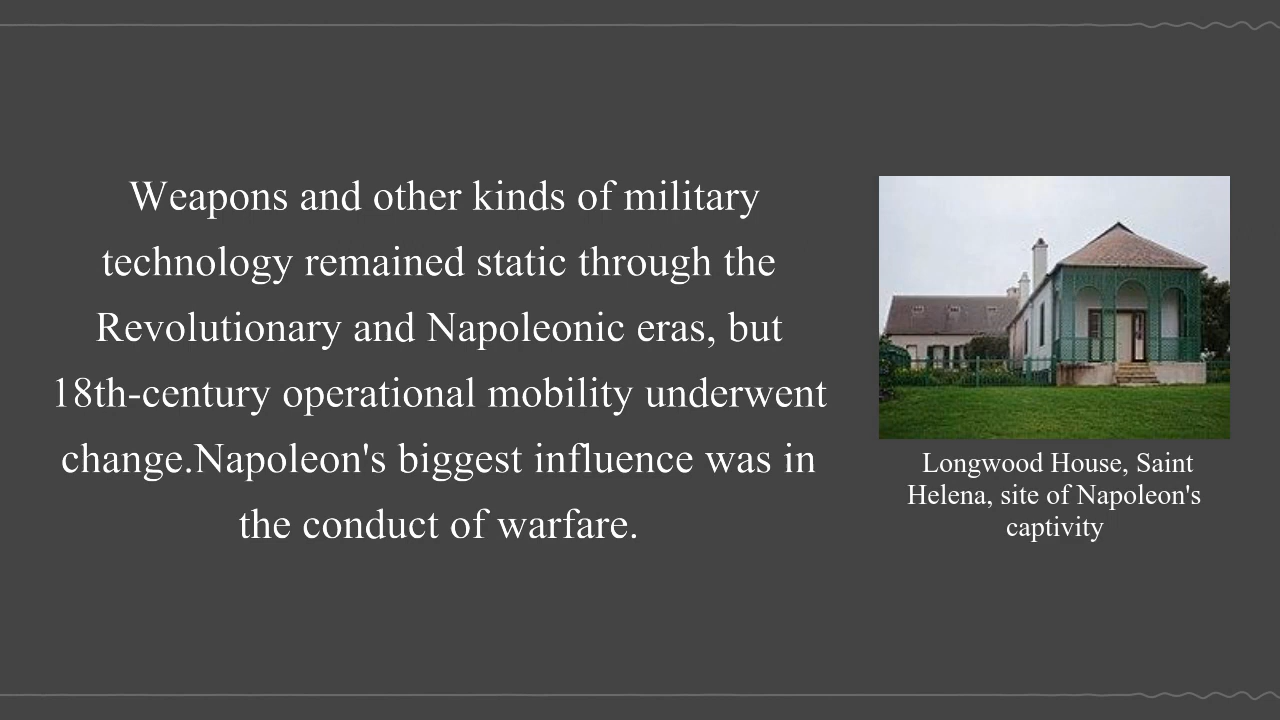 Weapons and other kinds of military
technology remained static through the
Revolutionary and Napoleonic eras, but
18th-century operational mobility underwent
change.Napoleon's biggest influence was in
the conduct of warfare.
Longwood House, Saint
Helena, site of Napoleon's
captivity